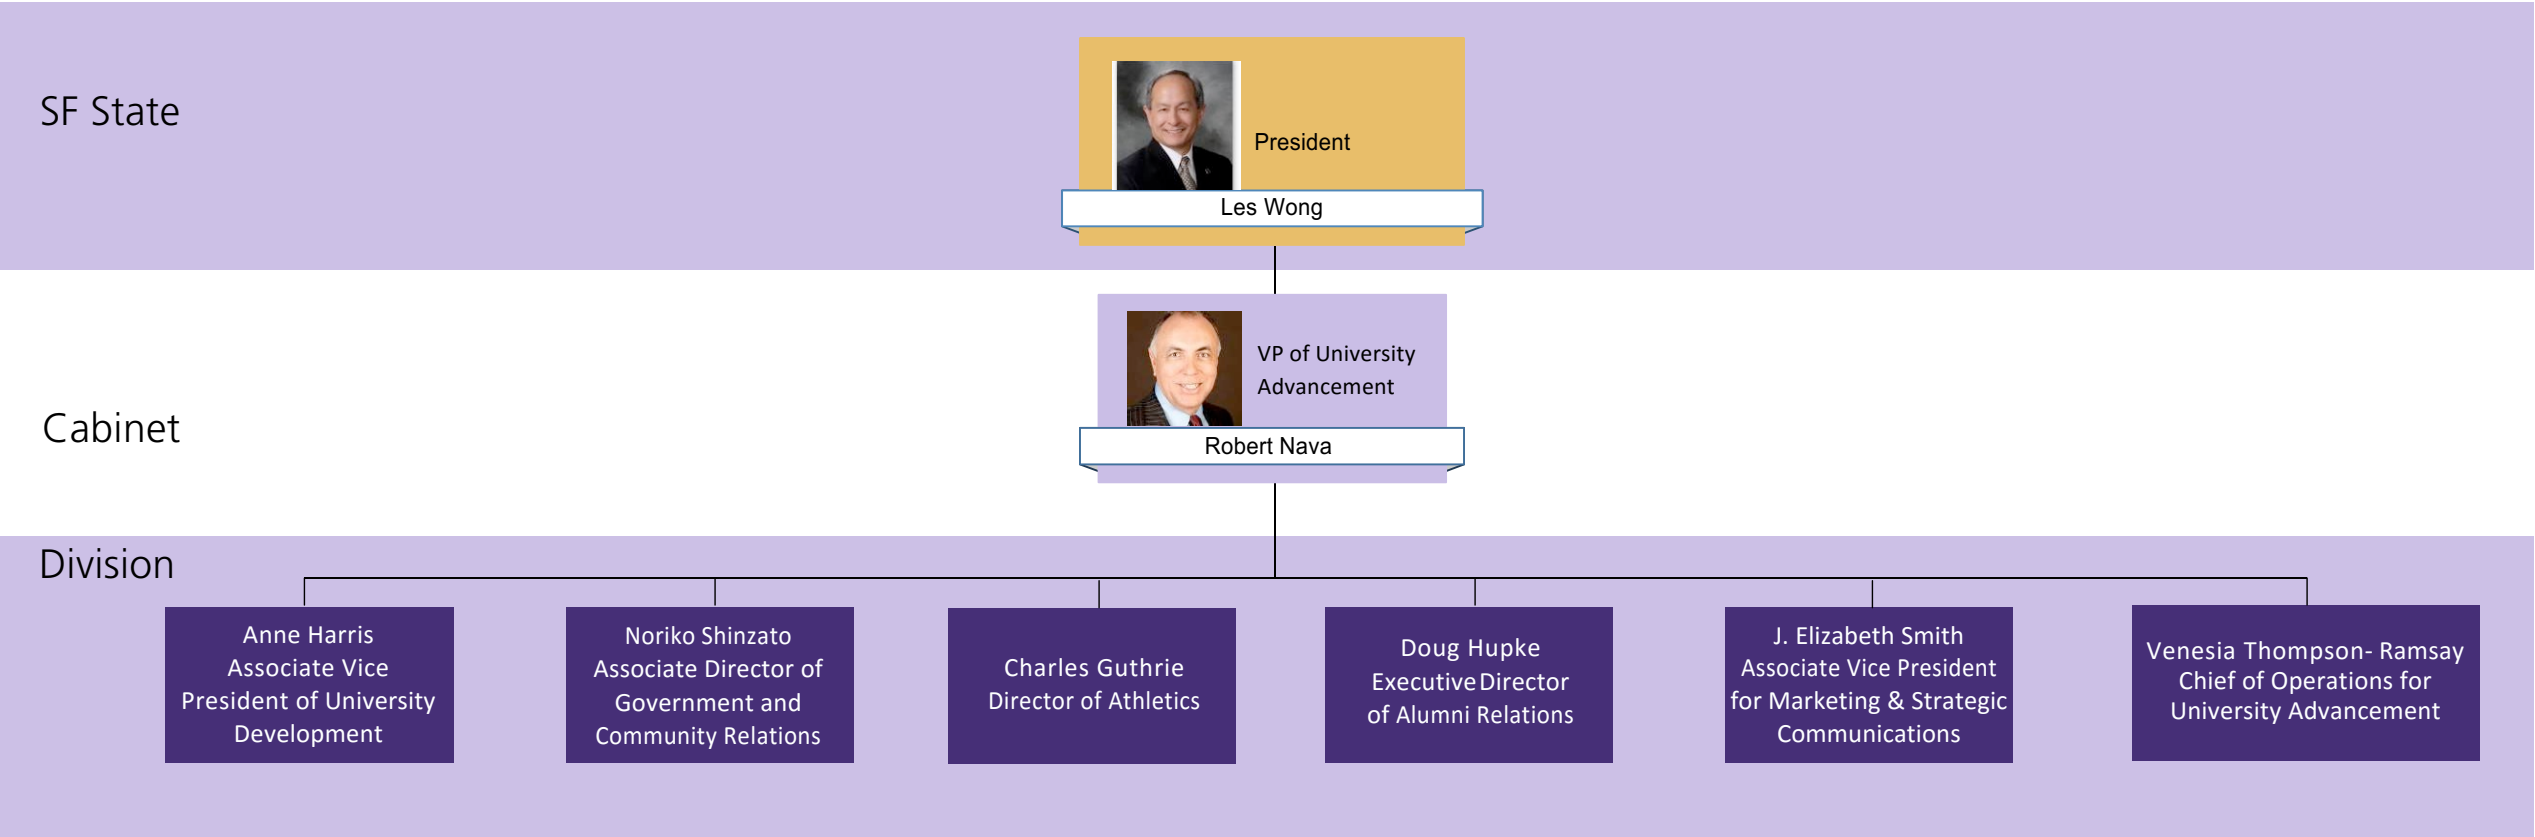 SF State
President
Les Wong
Cabinet
VP of University
Advancement
Robert Nava
Division
Anne Harris
Associate Vice
President of University
Development
Noriko Shinzato
Associate Director of
Government and
Community Relations
Charles Guthrie
Director of Athletics
Doug Hupke
Executive Director
of Alumni Relations
J. Elizabeth Smith
Associate Vice President
for Marketing & Strategic
Communications
Venesia Thompson- Ramsay
Chief of Operations for
University Advancement